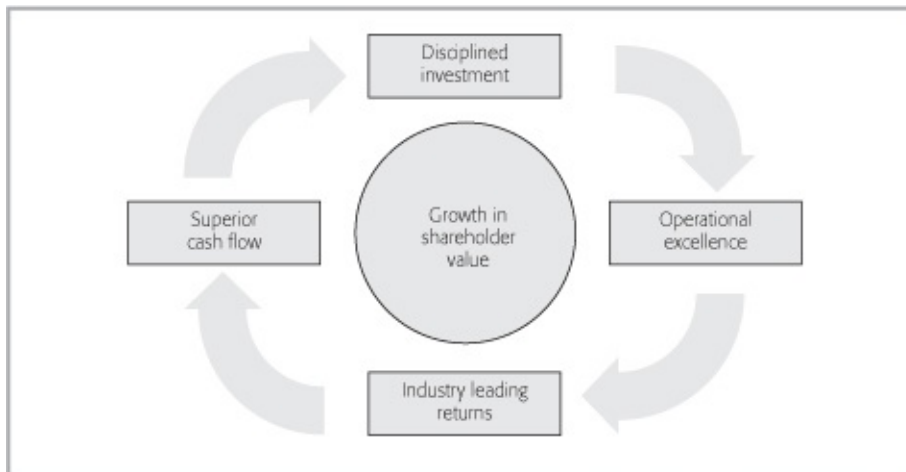 Disciplined
investment
Superior
cash flow
Growth in
shareholder
value
Operational
excellence
Industry leading
returns